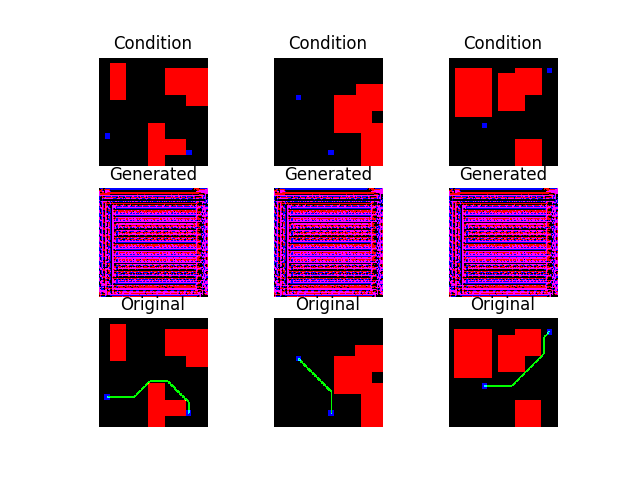 Condition Condition Condition
Generated Generated Generated
Original Original Original